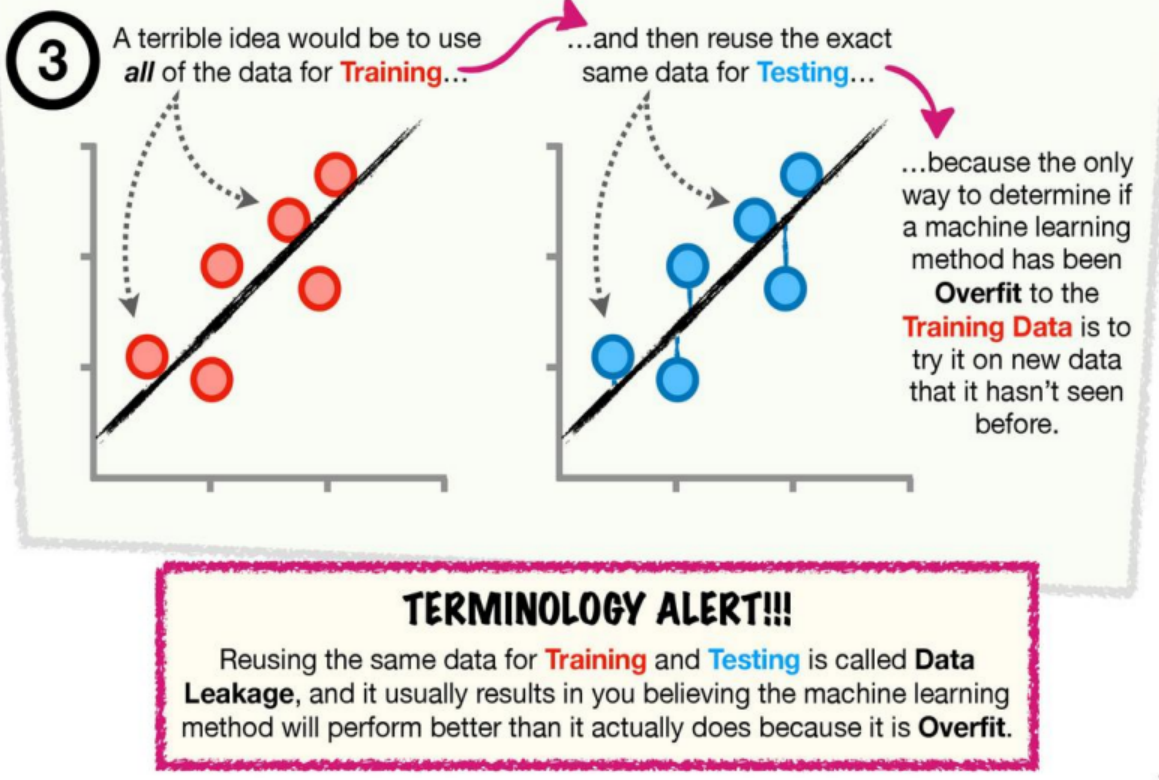 3
A terrible idea would be to use
all of the data for Training…
…and then reuse the exact
same data for Testing…
…because the only
way to determine if
a machine learning
method has been
Overfit to the
Training Data is to
try it on new data
that it hasn't seen
before.
TERMINOLOGY ALERT!!!
Reusing the same data for Training and Testing is called Data
Leakage, and it usually results in you believing the machine learning
method will perform better than it actually does because it is Overfit.